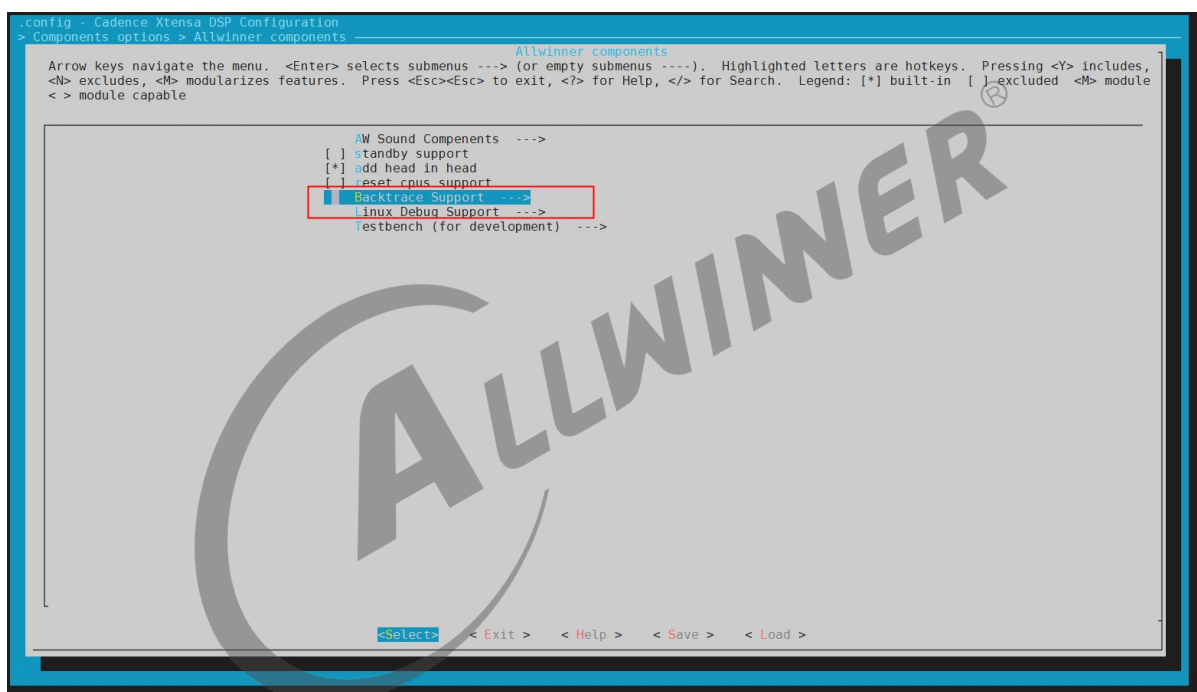 .config - Cadence Xtensa DSP Configuration
> Components options > Allwinner components
Allwinner components
Arrow keys navigate the menu.  <Enter> selects submenus ---> (or empty submenus ----).  Highlighted letters are hotkeys.  Pressing <Y> includes,
<N> excludes, <M> modularizes features.  Press <Esc><Esc> to exit, <?> for Help, </> for Search.  Legend: [*] built-in  [ ] excluded  <M> module
< > module capable
AW Sound Compenents  --->
[ ] standby support
[*] add head in head
[ ] reset cpus support
Backtrace Support  --->
Linux Debug Support  --->
Testbench (for development)  --->
ALLWINNER®
<Select>    < Exit >    < Help >    < Save >    < Load >